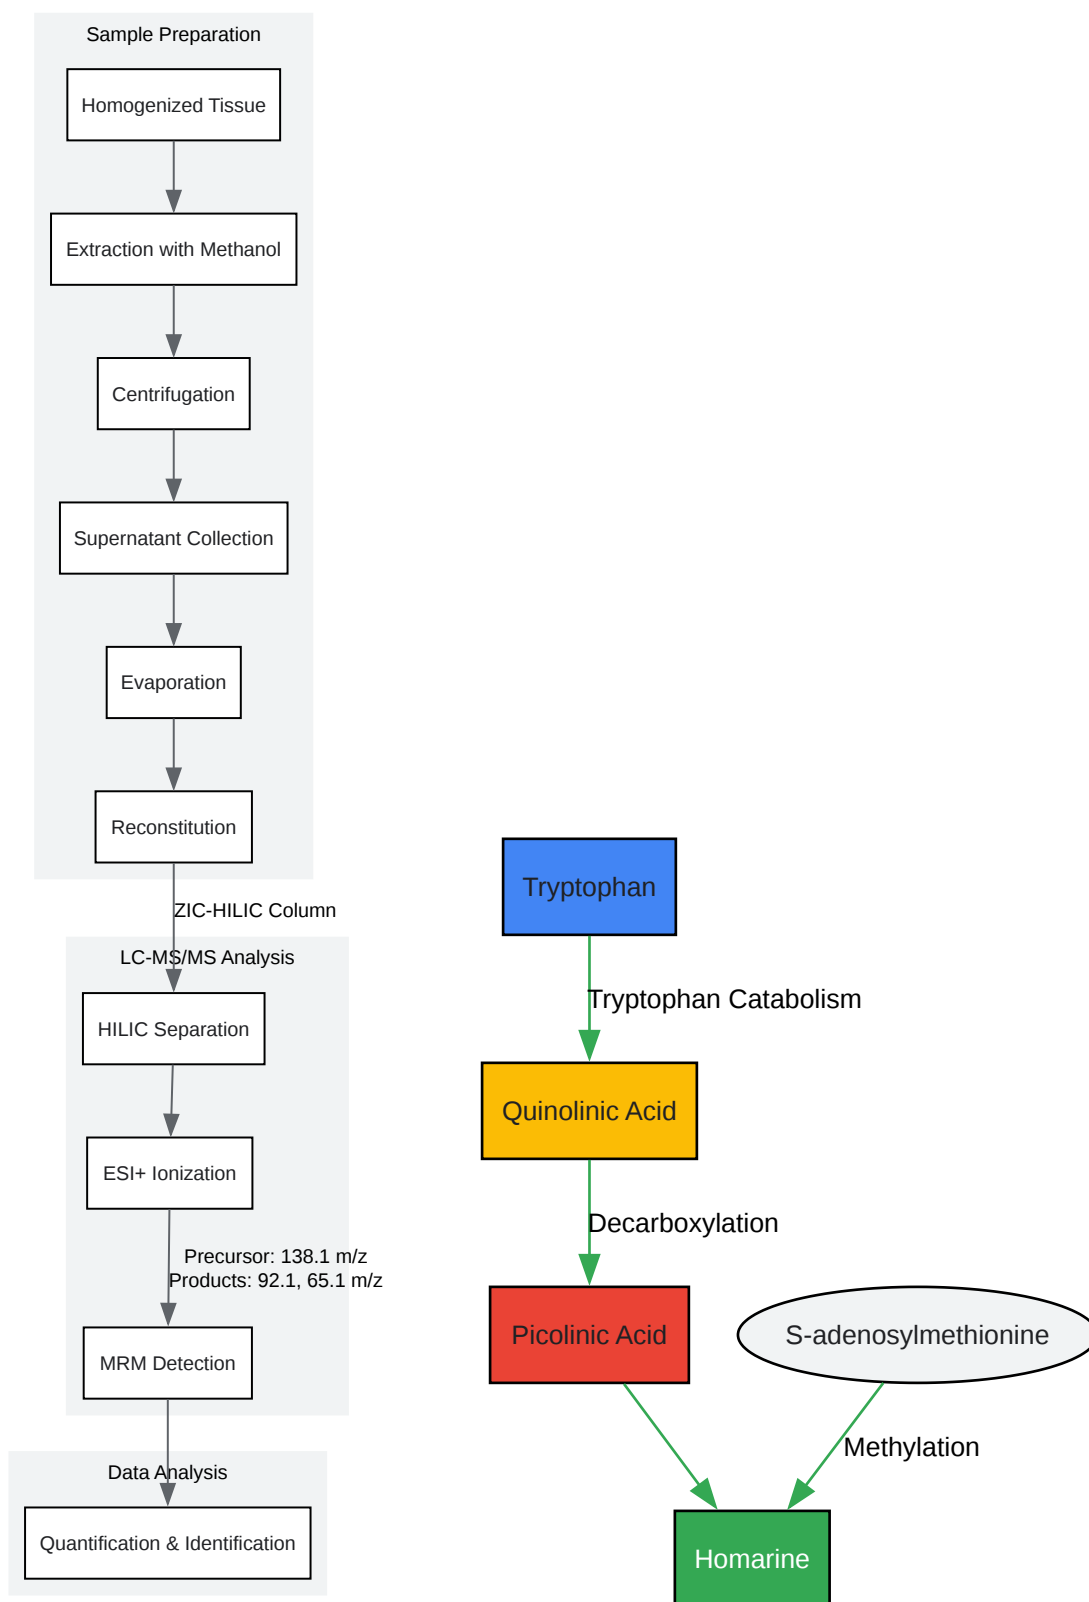 Sample Preparation
Homogenized Tissue
Extraction with Methanol
Centrifugation
Supernatant Collection
Evaporation
Reconstitution
ZIC-HILIC Column
LC-MS/MS Analysis
HILIC Separation
ESI+ Ionization
Precursor: 138.1 m/z
Products: 92.1, 65.1 m/z
MRM Detection
Data Analysis
Quantification & Identification
Tryptophan
Tryptophan Catabolism
Quinolinic Acid
Decarboxylation
Picolinic Acid
S-adenosylmethionine
Methylation
Homarine